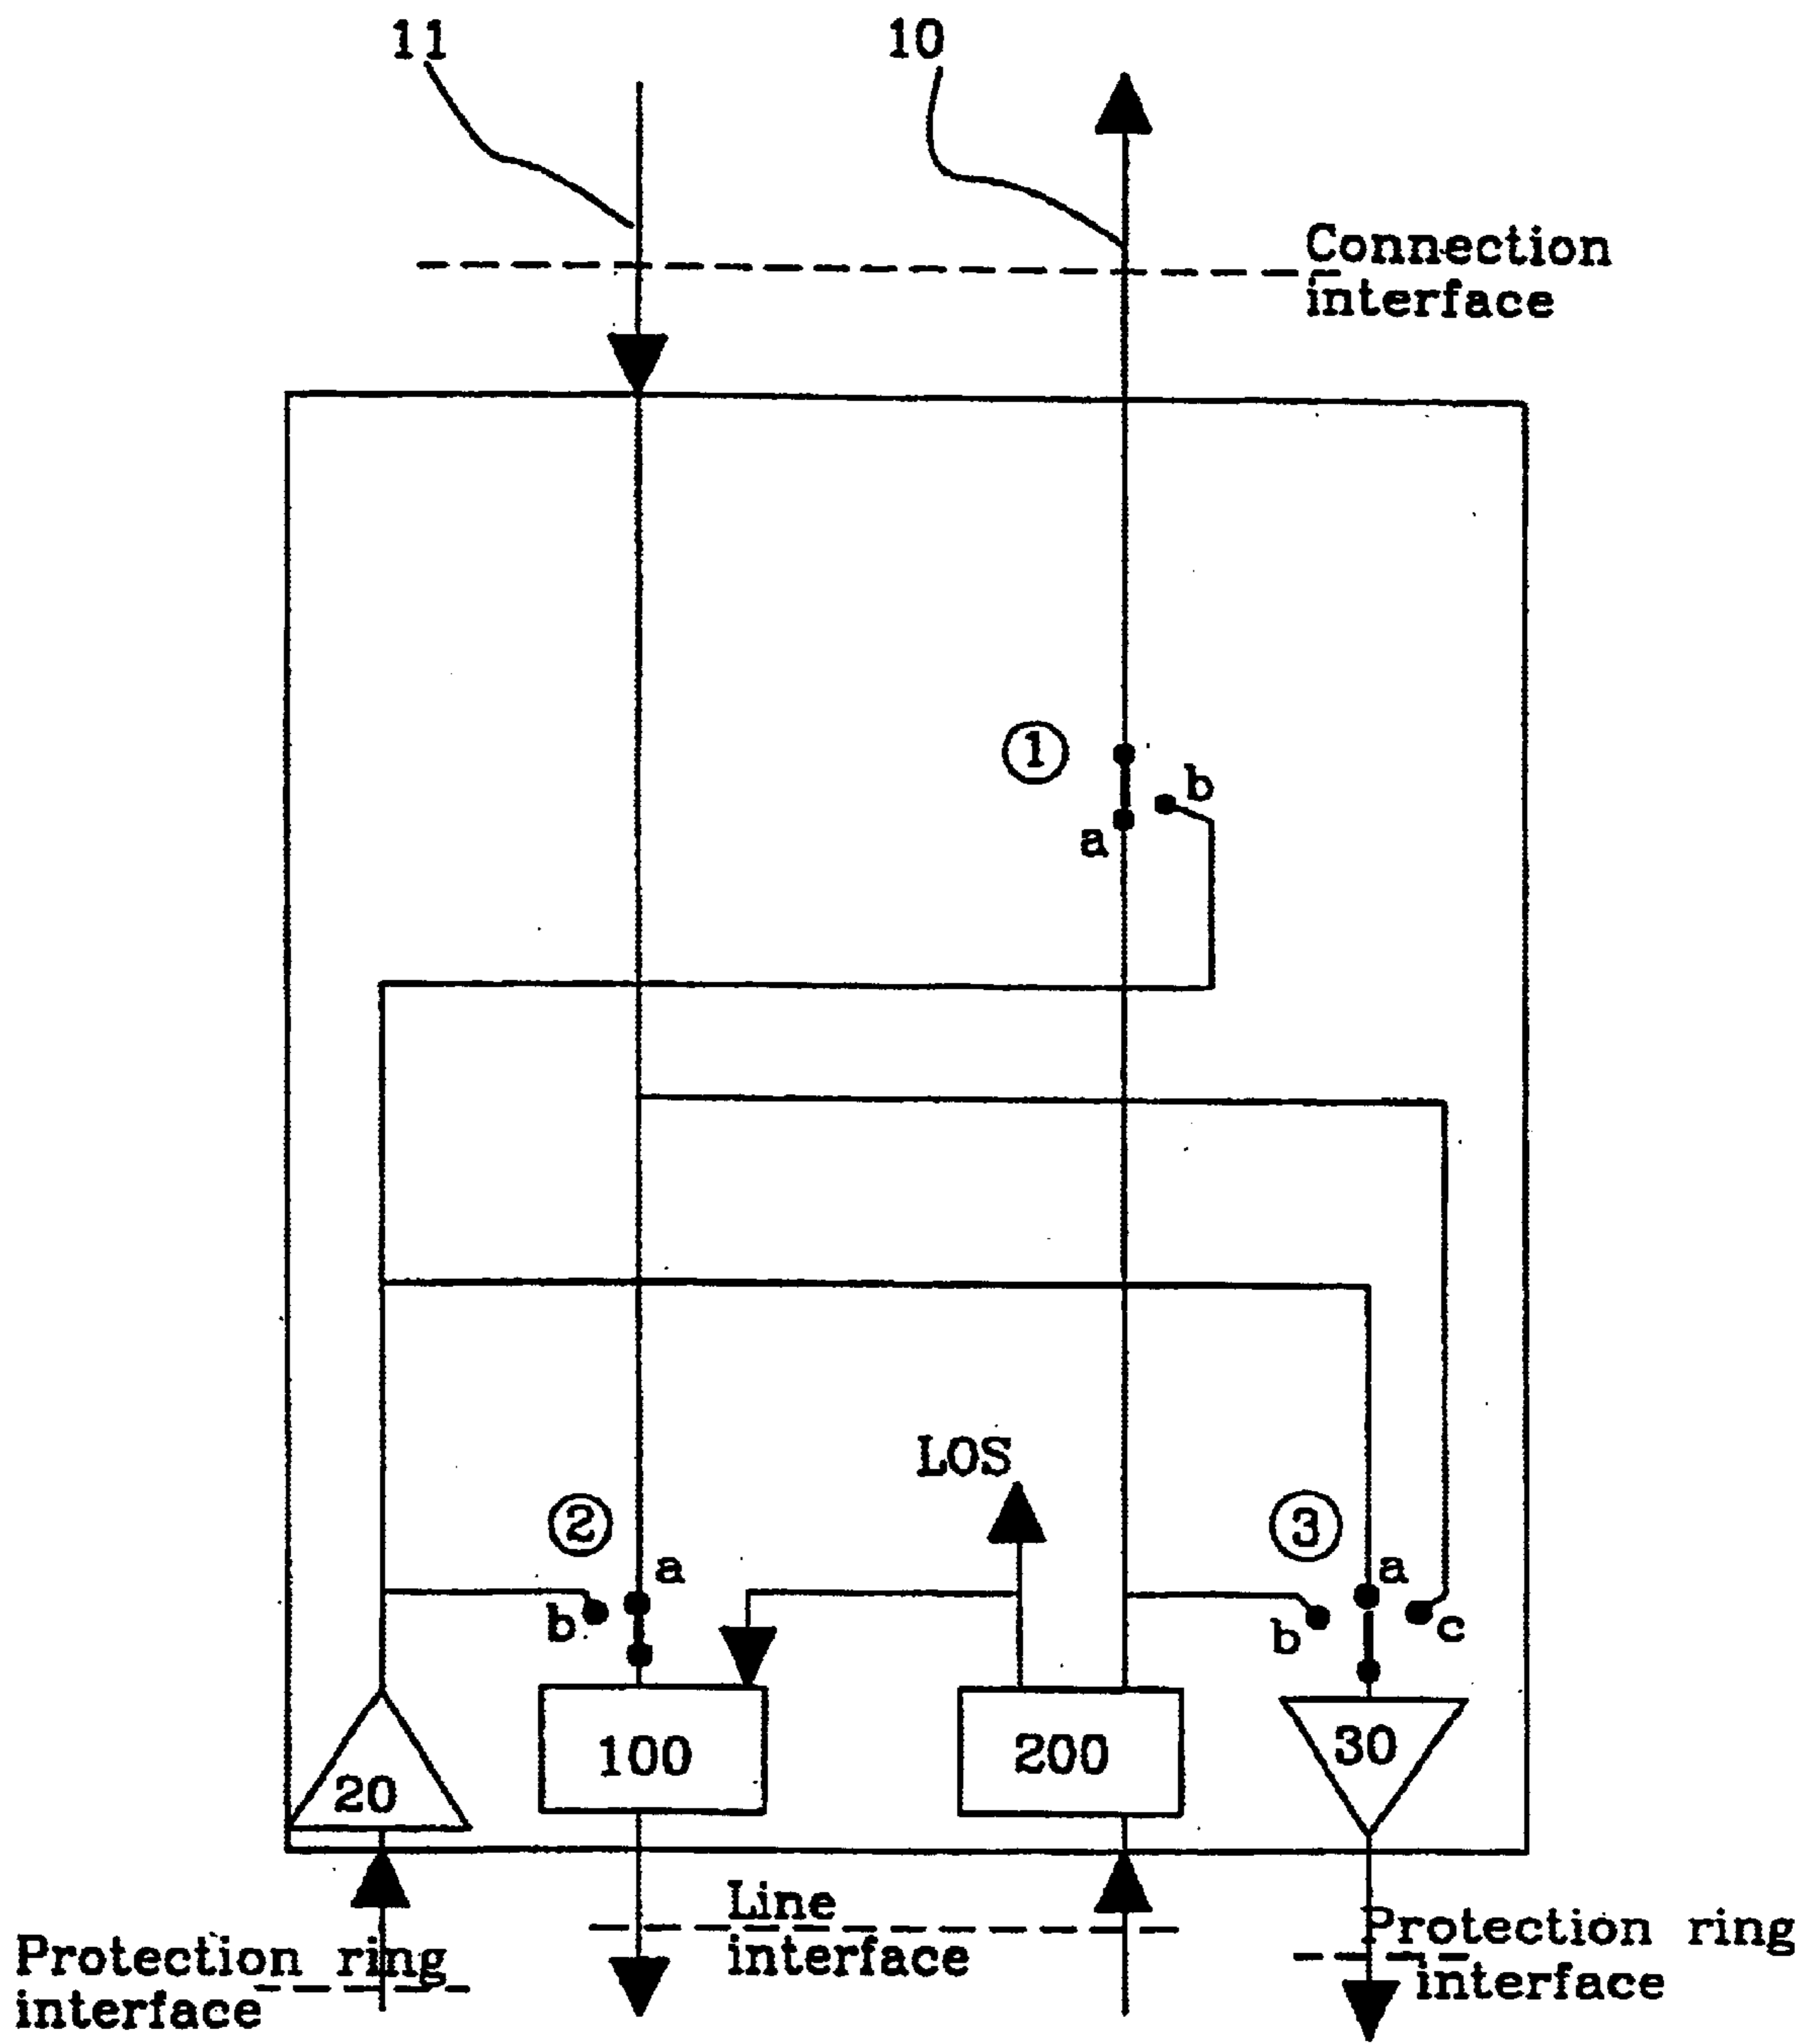 11
10
Connection
interface
1
b
a
LOS
2
3
a
a
b
b
c
100
200
30
20
Line
interface
Protection ring
interface
Protection ring
interface